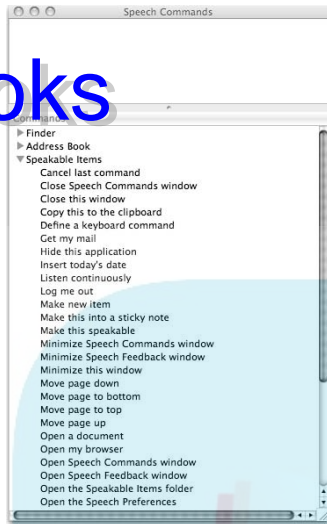 Speech Commands
oks
Commands
Finder
Address Book
Speakable Items
Cancel last command
Close Speech Commands window
Close this window
Copy this to the clipboard
Define a keyboard command
Get my mail
Hide this application
Insert today's date
Listen continuously
Log me out
Make new item
Make this into a sticky note
Make this speakable
Minimize Speech Commands window
Minimize Speech Feedback window
Minimize this window
Move page down
Move page to bottom
Move page to top
Move page up
Open a document
Open my browser
Open Speech Commands window
Open Speech Feedback window
Open the Speakable Items folder
Open the Speech Preferences